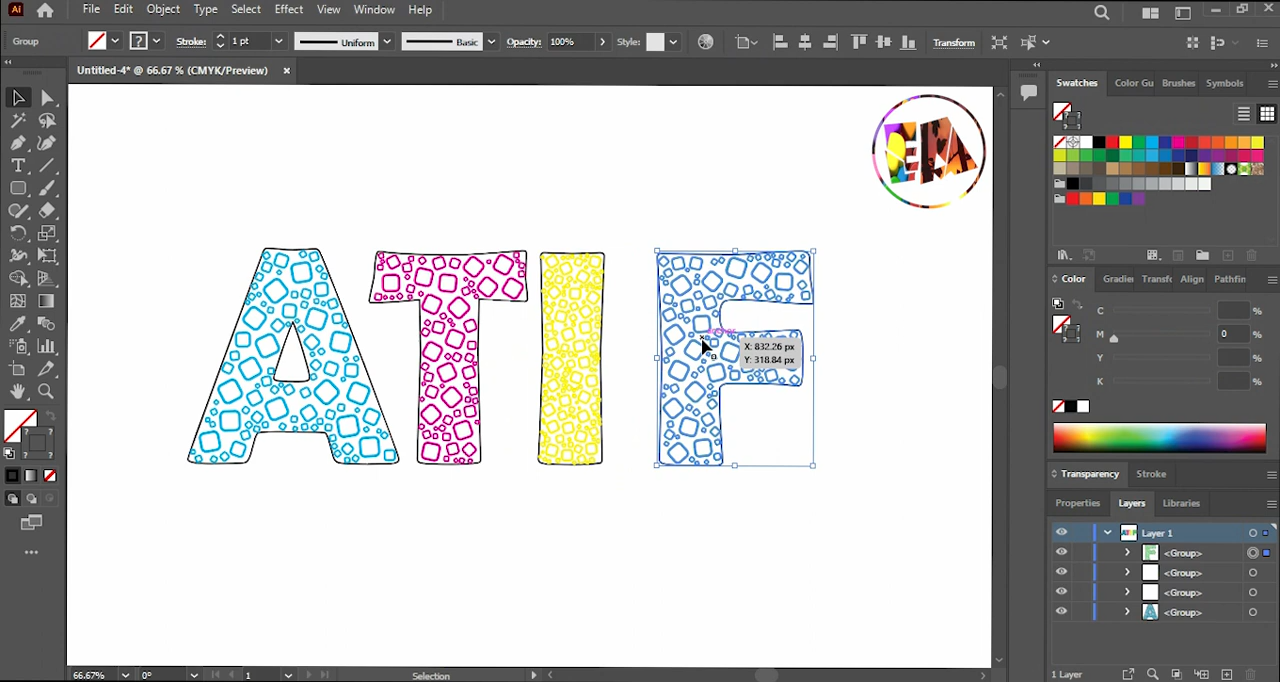 Ai File Edit Object Type Select Effect View Window Help
Group Stroke: 1 pt Uniform Basic Opacity: 100% Style: Transform
Untitled-4* @ 66.67 % (CMYK/Preview) ×
Swatches Color Gu Brushes Symbols
A T I F
X: 832.26 px
Y: 318.84 px
Color Gradie Transfo Align Pathfin
C %
M 0 %
Y %
K %
Transparency Stroke
Properties Layers Libraries
Layer 1
<Group>
<Group>
<Group>
<Group>
66.67% 0° 1 Selection
1 Layer